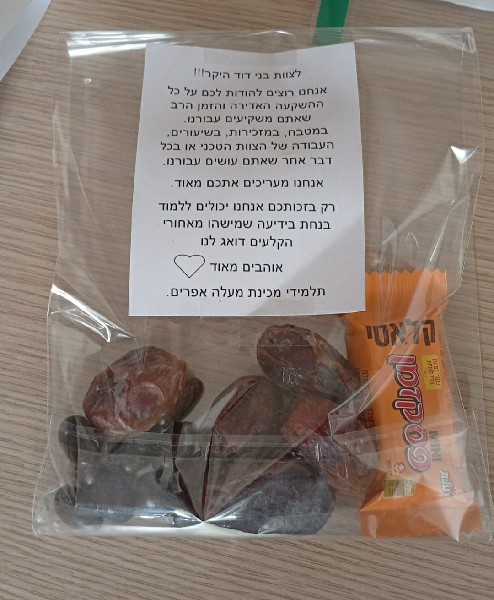 לצוות בני דוד היקר!!!
אנחנו רוצים להודות לכם על כל
ההשקעה האדירה והזמן הרב
שאתם משקיעים עבורנו.
במטבח, במזכירות, בשיעורים,
העבודה של הצוות הטכני או בכל
דבר אחר שאתם עושים עבורנו.
אנחנו מעריכים אתכם מאוד.
רק בזכותכם אנחנו יכולים ללמוד
בנחת בידיעה שמישהו מאחורי
הקלעים דואג לנו
אוהבים מאוד
תלמידי מכינת מעלה אפרים.
קלאסי
פסק זמן